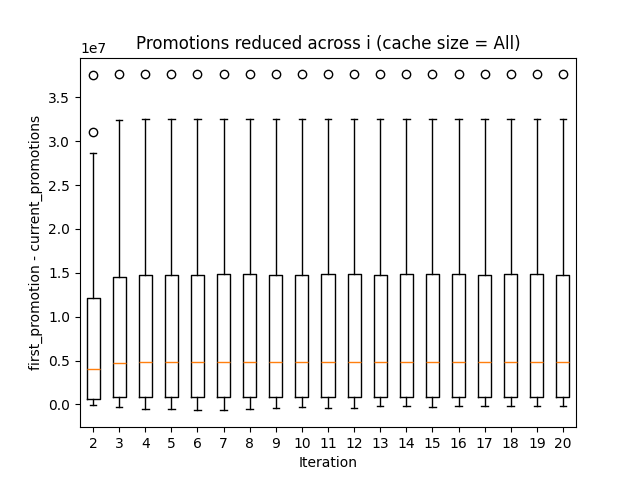 Promotions reduced across i (cache size = All)
1e7
3.5
3.0
2.5
2.0
1.5
1.0
0.5
0.0
first_promotion - current_promotions
2 3 4 5 6 7 8 9 10 11 12 13 14 15 16 17 18 19 20
Iteration